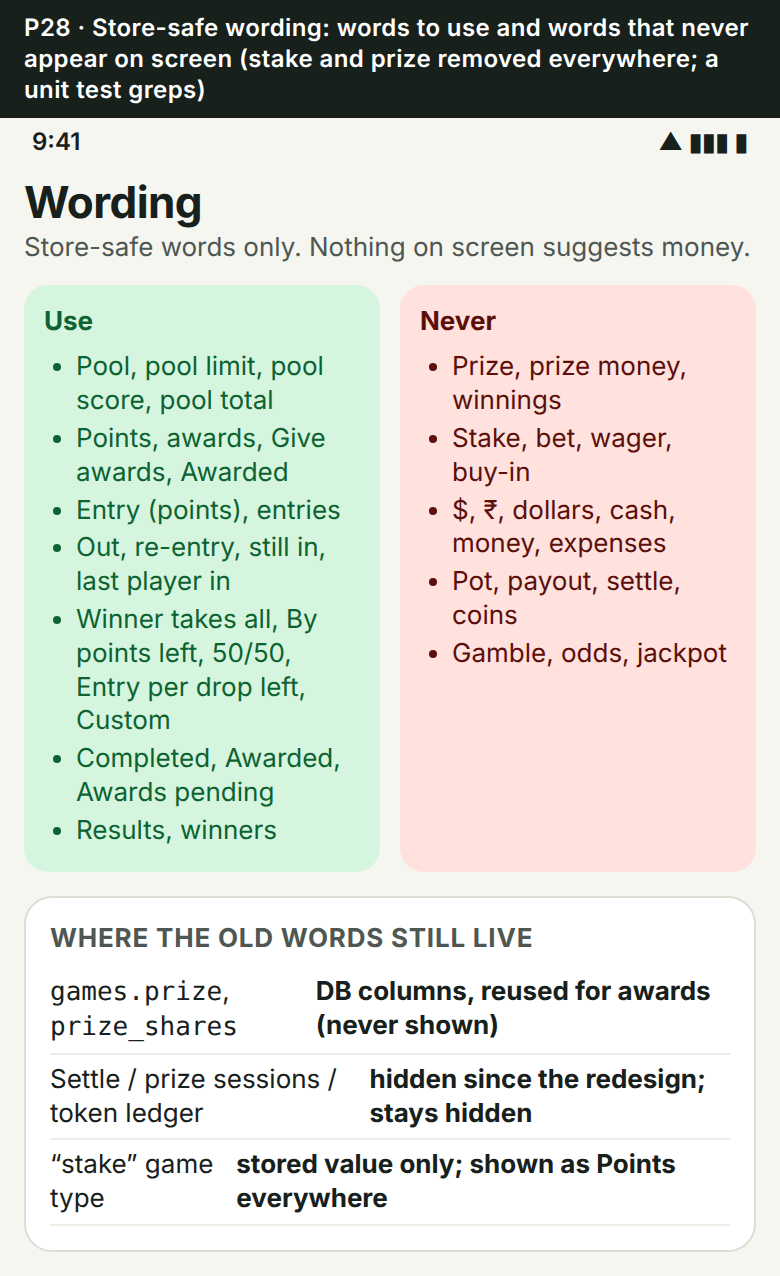 P28 · Store-safe wording: words to use and words that never
appear on screen (stake and prize removed everywhere; a
unit test greps)
9:41
Wording
Store-safe words only. Nothing on screen suggests money.
Use
• Pool, pool limit, pool
score, pool total
• Points, awards, Give
awards, Awarded
• Entry (points), entries
• Out, re-entry, still in,
last player in
• Winner takes all, By
points left, 50/50,
Entry per drop left,
Custom
• Completed, Awarded,
Awards pending
• Results, winners
Never
• Prize, prize money,
winnings
• Stake, bet, wager,
buy-in
• $, ₹, dollars, cash,
money, expenses
• Pot, payout, settle,
coins
• Gamble, odds, jackpot
WHERE THE OLD WORDS STILL LIVE
games.prize,
prize_shares
DB columns, reused for awards
(never shown)
Settle / prize sessions /
token ledger
hidden since the redesign;
stays hidden
“stake” game
type
stored value only; shown as Points
everywhere